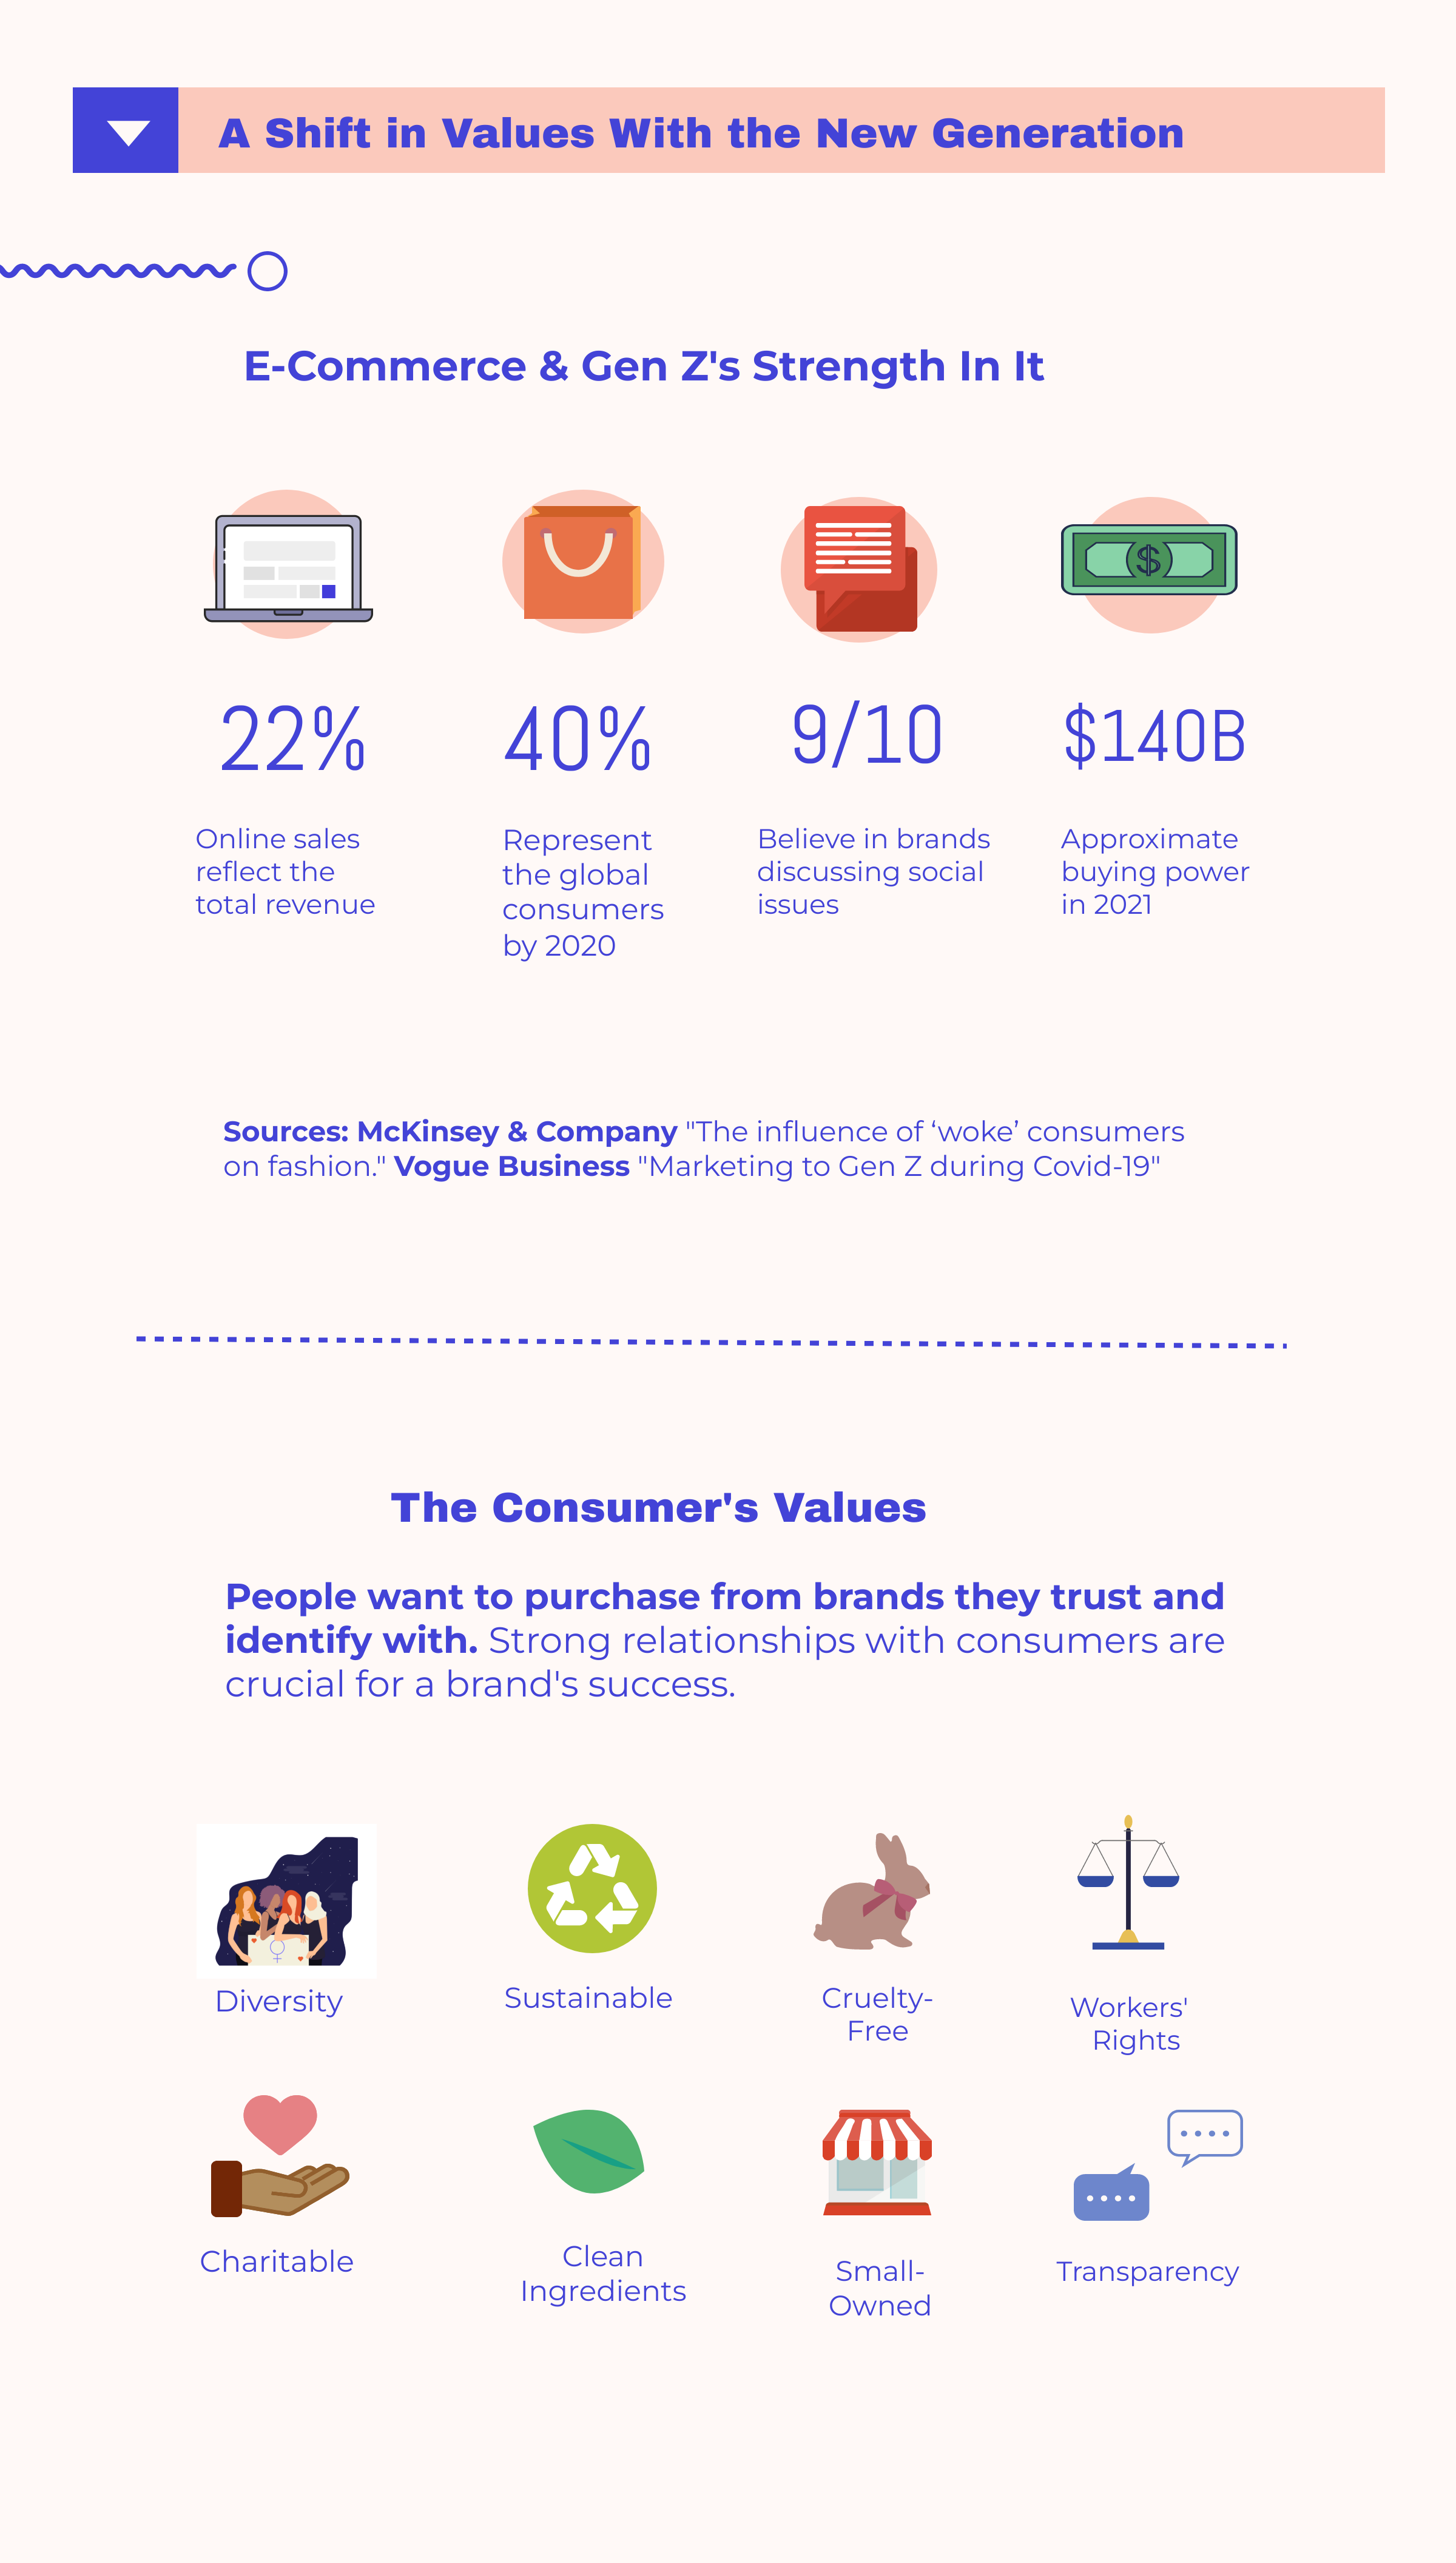 A Shift in Values With the New Generation
E-Commerce & Gen Z's Strength In It
22%
Online sales
reflect the
total revenue
40%
Represent
the global
consumers
by 2020
9/10
Believe in brands
discussing social
issues
$140B
Approximate
buying power
in 2021
Sources: McKinsey & Company "The influence of ‘woke’ consumers
on fashion." Vogue Business "Marketing to Gen Z during Covid-19"
The Consumer's Values
People want to purchase from brands they trust and
identify with. Strong relationships with consumers are
crucial for a brand's success.
Diversity
Sustainable
Cruelty-
Free
Workers'
Rights
Charitable
Clean
Ingredients
Small-
Owned
Transparency